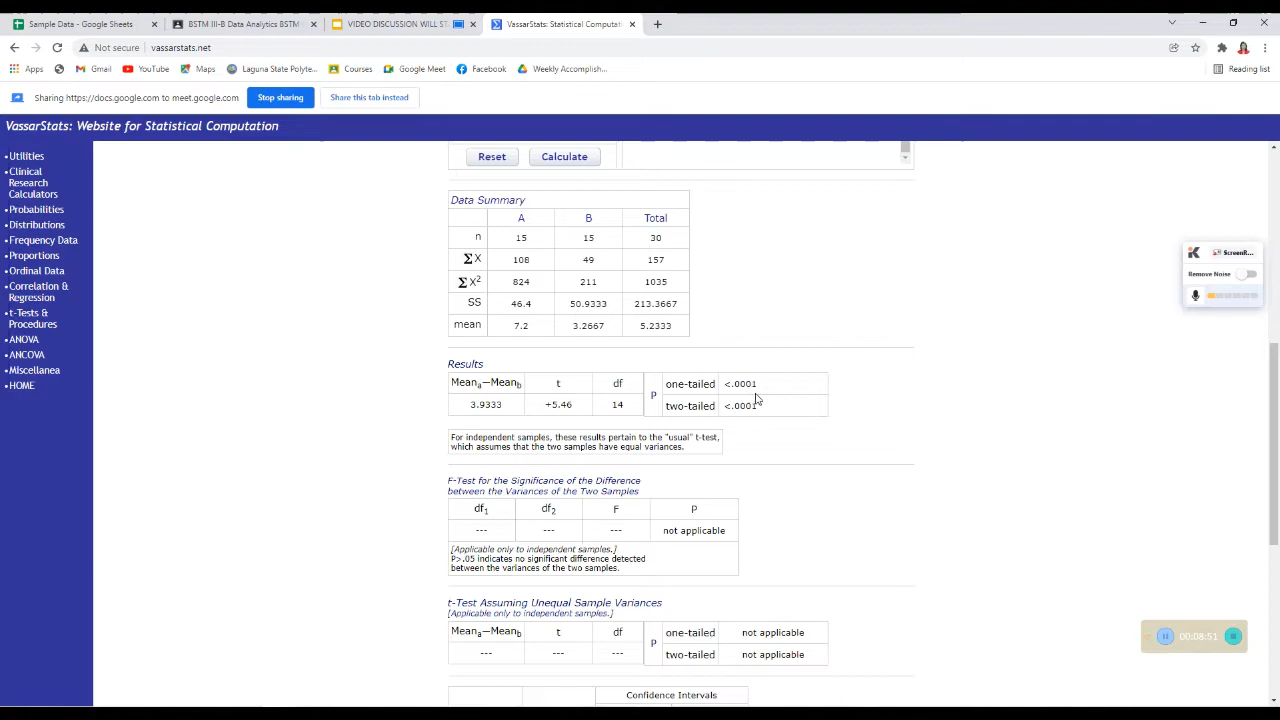 Sample Data - Google Sheets
BSTM III-B Data Analytics BSTM
VIDEO DISCUSSION WILL ST
VassarStats: Statistical Computat
Not secure | vassarstats.net
Apps
Gmail
YouTube
Maps
Laguna State Polyte...
Courses
Google Meet
Facebook
Weekly Accomplish...
Reading list
Sharing https://docs.google.com to meet.google.com
Stop sharing
Share this tab instead
VassarStats: Website for Statistical Computation
•Utilities
•Clinical
Research
Calculators
•Probabilities
•Distributions
•Frequency Data
•Proportions
•Ordinal Data
•Correlation &
Regression
•t-Tests &
Procedures
•ANOVA
•ANCOVA
•Miscellanea
•HOME
Reset Calculate
Data Summary
A B Total
n 15 15 30
ΣX 108 49 157
ΣX² 824 211 1035
SS 46.4 50.9333 213.3667
mean 7.2 3.2667 5.2333
Results
Meana—Meanb t df P one-tailed <.0001
3.9333 +5.46 14 two-tailed <.0001
For independent samples, these results pertain to the "usual" t-test,
which assumes that the two samples have equal variances.
F-Test for the Significance of the Difference
between the Variances of the Two Samples
df1 df2 F P
--- --- --- not applicable
[Applicable only to independent samples.]
P>.05 indicates no significant difference detected
between the variances of the two samples.
t-Test Assuming Unequal Sample Variances
[Applicable only to independent samples.]
Meana—Meanb t df P one-tailed not applicable
--- --- --- two-tailed not applicable
Confidence Intervals
ScreenR...
Remove Noise
00:08:51